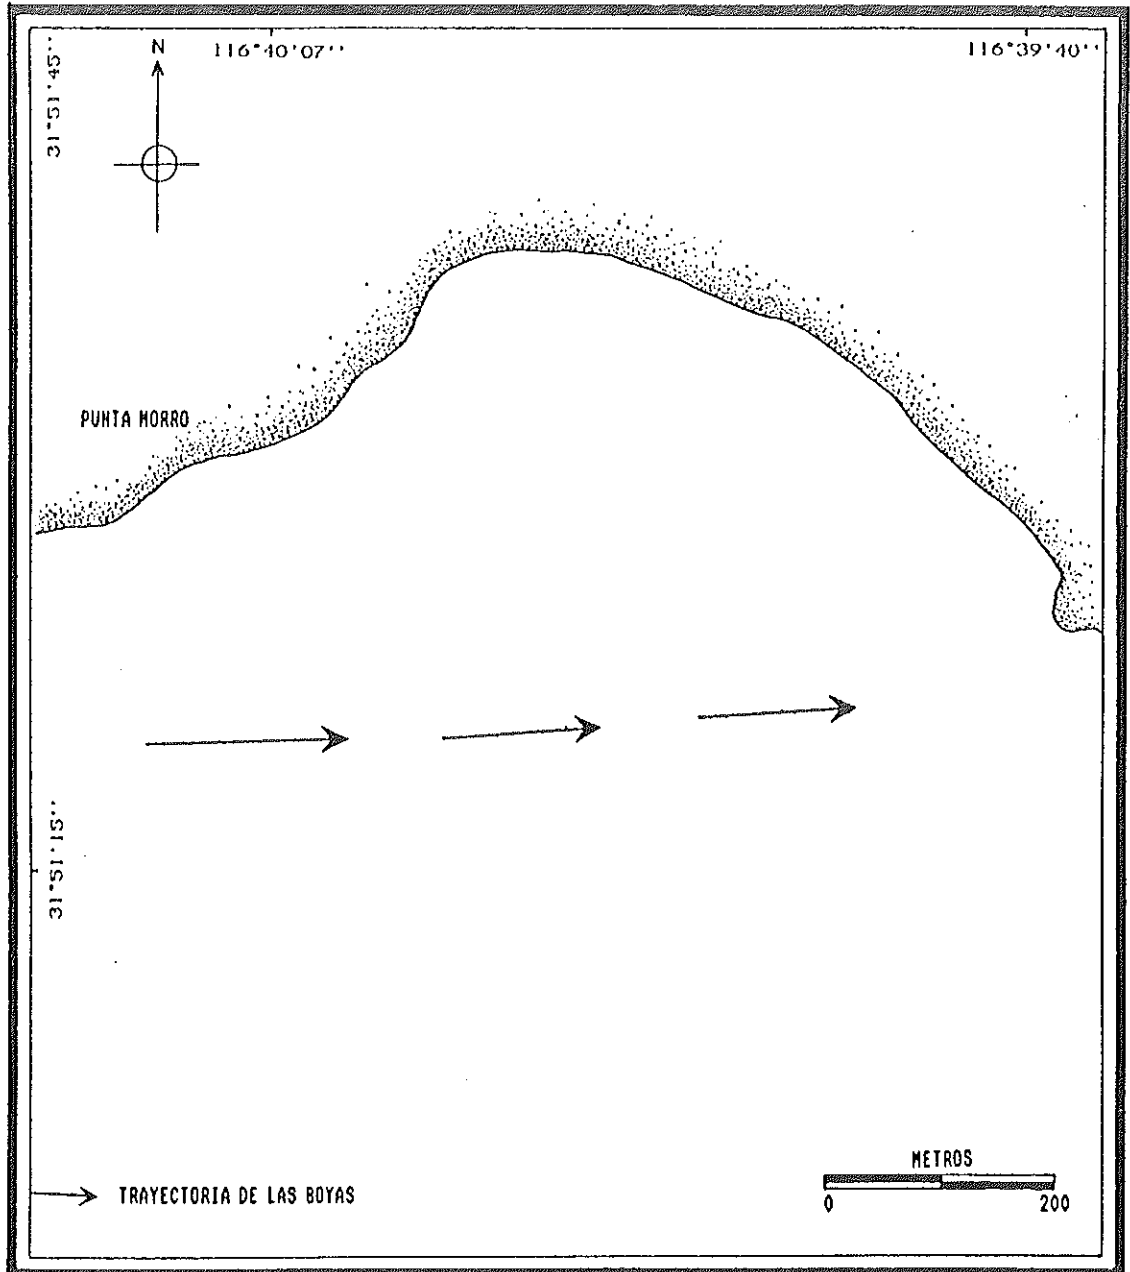 N
116°40'07''
116°39'40''
31°51'45''
PUNTA MORRO
31°51'15''
METROS
0 200
TRAYECTORIA DE LAS BOYAS